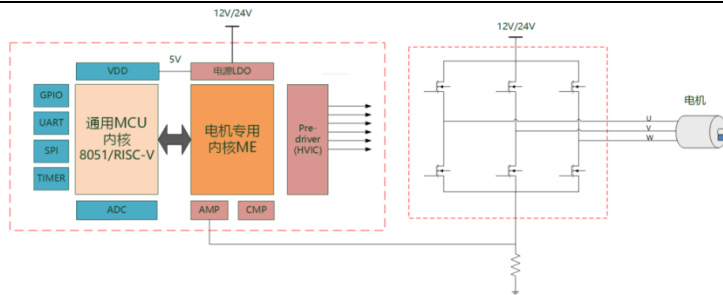 12V/24V
12V/24V
5V
VDD
电源LDO
GPIO
UART
SPI
TIMER
通用MCU
内核
8051/RISC-V
电机专用
内核ME
Pre-
driver
(HVIC)
ADC
AMP
CMP
电机
U
V
W